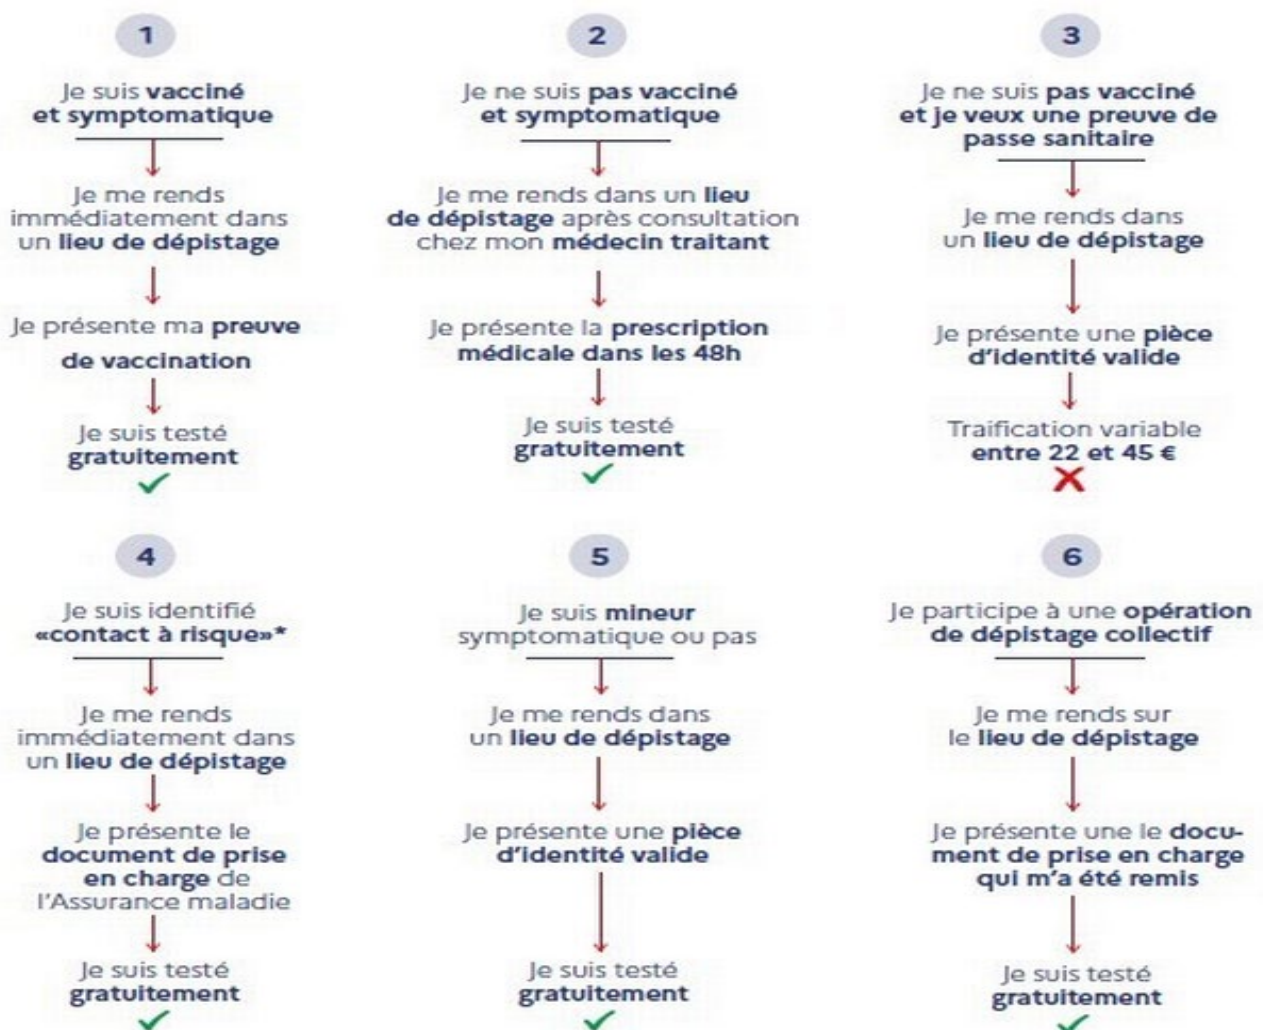 1
Je suis vacciné
et symptomatique
Je me rends
immédiatement dans
un lieu de dépistage
Je présente ma preuve
de vaccination
Je suis testé
gratuitement
2
Je ne suis pas vacciné
et symptomatique
Je me rends dans un lieu
de dépistage après consultation
chez mon médecin traitant
Je présente la prescription
médicale dans les 48h
Je suis testé
gratuitement
3
Je ne suis pas vacciné
et je veux une preuve de
passe sanitaire
Je me rends dans
un lieu de dépistage
Je présente une pièce
d'identité valide
Traification variable
entre 22 et 45 €
4
Je suis identifié
«contact à risque»*
Je me rends
immédiatement dans
un lieu de dépistage
Je présente le
document de prise
en charge de
l'Assurance maladie
Je suis testé
gratuitement
5
Je suis mineur
symptomatique ou pas
Je me rends dans
un lieu de dépistage
Je présente une pièce
d'identité valide
Je suis testé
gratuitement
6
Je participe à une opération
de dépistage collectif
Je me rends sur
le lieu de dépistage
Je présente une le docu-
ment de prise en charge
qui m'a été remis
Je suis testé
gratuitement